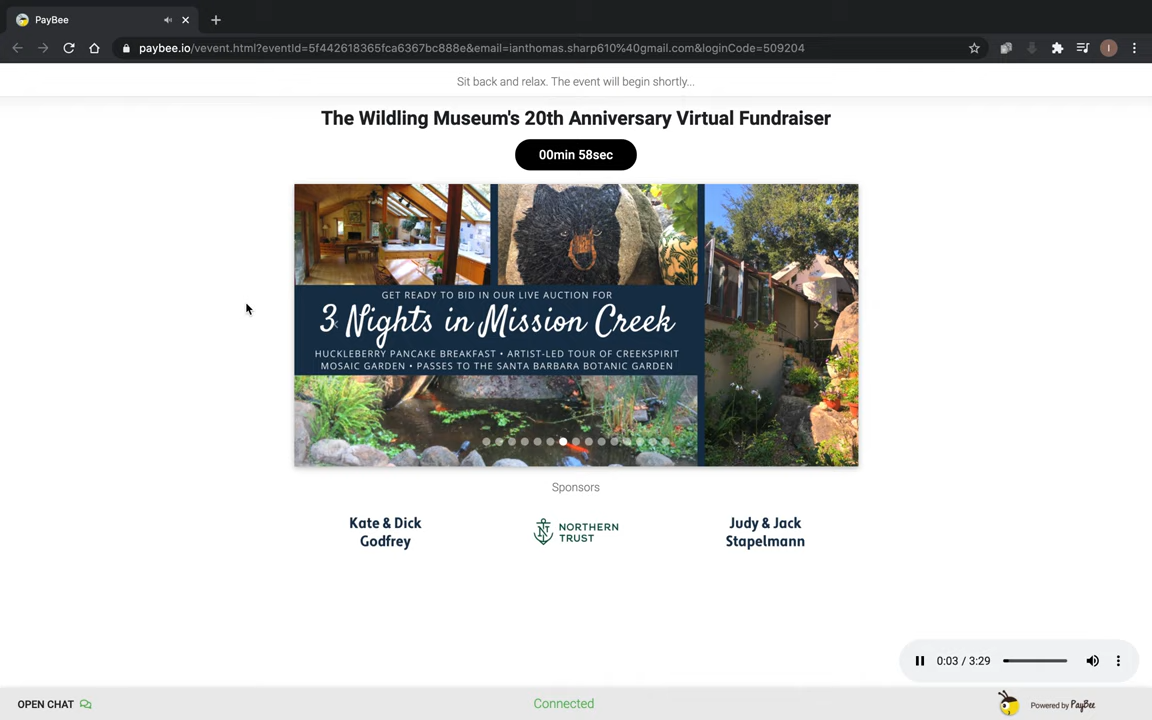 PayBee
paybee.io/vevent.html?eventId=5f442618365fca6367bc888e&email=ianthomas.sharp610%40gmail.com&loginCode=509204
I
Sit back and relax. The event will begin shortly...
The Wildling Museum's 20th Anniversary Virtual Fundraiser
00min 58sec
GET READY TO BID IN OUR LIVE AUCTION FOR
3 Nights in Mission Creek
HUCKLEBERRY PANCAKE BREAKFAST • ARTIST-LED TOUR OF CREEKSPIRIT
MOSAIC GARDEN • PASSES TO THE SANTA BARBARA BOTANIC GARDEN
Sponsors
Kate & Dick
Godfrey
NORTHERN
TRUST
Judy & Jack
Stapelmann
0:03 / 3:29
OPEN CHAT
Connected
Powered by PayBee